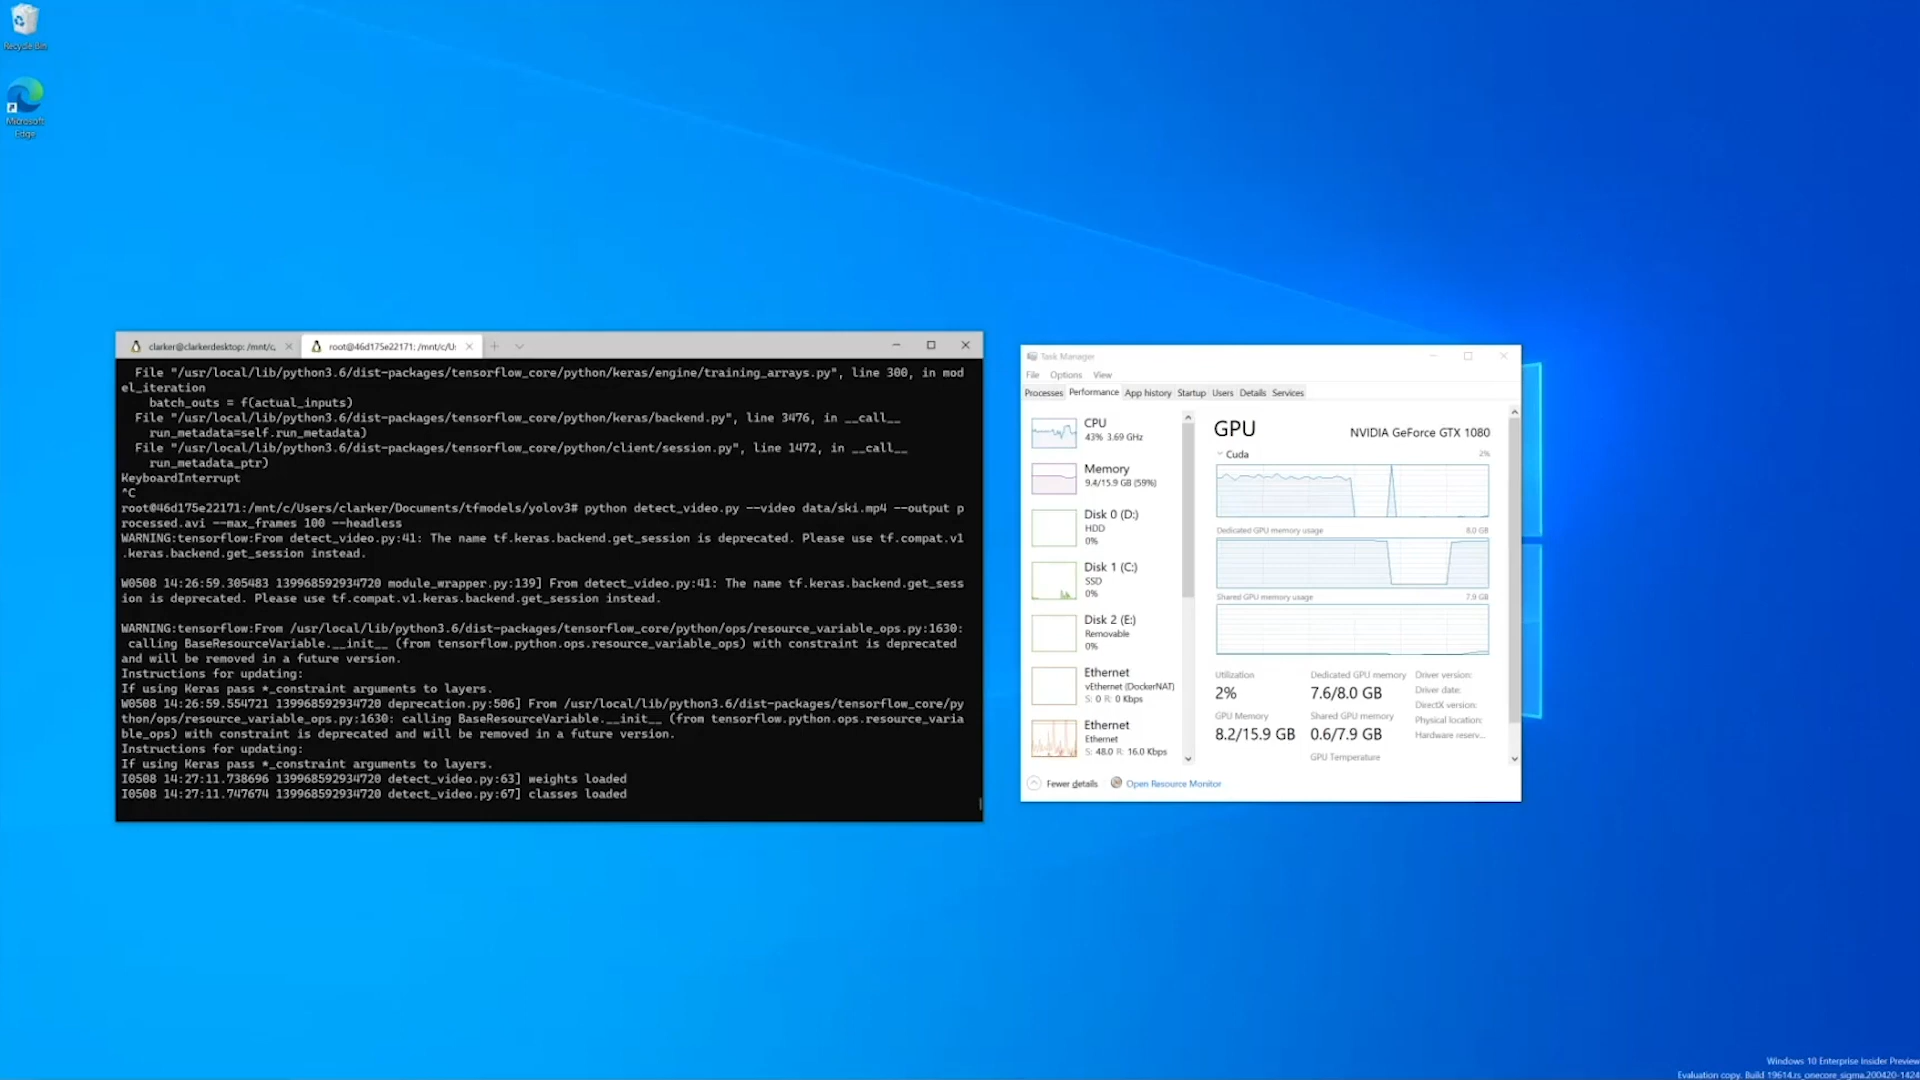 Recycle Bin
Microsoft
Edge
clarker@clarkerdesktop: /mnt/c,
root@46d175e22171: /mnt/c/U:
File "/usr/local/lib/python3.6/dist-packages/tensorflow_core/python/keras/engine/training_arrays.py", line 300, in mod
el_iteration
batch_outs = f(actual_inputs)
File "/usr/local/lib/python3.6/dist-packages/tensorflow_core/python/keras/backend.py", line 3476, in __call__
run_metadata=self.run_metadata)
File "/usr/local/lib/python3.6/dist-packages/tensorflow_core/python/client/session.py", line 1472, in __call__
run_metadata_ptr)
KeyboardInterrupt
^C
root@46d175e22171:/mnt/c/Users/clarker/Documents/tfmodels/yolov3# python detect_video.py --video data/ski.mp4 --output p
rocessed.avi --max_frames 100 --headless
WARNING:tensorflow:From detect_video.py:41: The name tf.keras.backend.get_session is deprecated. Please use tf.compat.v1
.keras.backend.get_session instead.
W0508 14:26:59.305483 139968592934720 module_wrapper.py:139] From detect_video.py:41: The name tf.keras.backend.get_sess
ion is deprecated. Please use tf.compat.v1.keras.backend.get_session instead.
WARNING:tensorflow:From /usr/local/lib/python3.6/dist-packages/tensorflow_core/python/ops/resource_variable_ops.py:1630:
calling BaseResourceVariable.__init__ (from tensorflow.python.ops.resource_variable_ops) with constraint is deprecated
and will be removed in a future version.
Instructions for updating:
If using Keras pass *_constraint arguments to layers.
W0508 14:26:59.554721 139968592934720 deprecation.py:506] From /usr/local/lib/python3.6/dist-packages/tensorflow_core/py
thon/ops/resource_variable_ops.py:1630: calling BaseResourceVariable.__init__ (from tensorflow.python.ops.resource_varia
ble_ops) with constraint is deprecated and will be removed in a future version.
Instructions for updating:
If using Keras pass *_constraint arguments to layers.
I0508 14:27:11.738696 139968592934720 detect_video.py:63] weights loaded
I0508 14:27:11.747674 139968592934720 detect_video.py:67] classes loaded
Task Manager
File Options View
Processes Performance App history Startup Users Details Services
CPU
43% 3.69 GHz
Memory
9.4/15.9 GB (59%)
Disk 0 (D:)
HDD
0%
Disk 1 (C:)
SSD
0%
Disk 2 (E:)
Removable
0%
Ethernet
vEthernet (DockerNAT)
S: 0 R: 0 Kbps
Ethernet
Ethernet
S: 48.0 R: 16.0 Kbps
GPU NVIDIA GeForce GTX 1080
Cuda 2%
Dedicated GPU memory usage 8.0 GB
Shared GPU memory usage 7.9 GB
Utilization
2%
GPU Memory
8.2/15.9 GB
Dedicated GPU memory
7.6/8.0 GB
Shared GPU memory
0.6/7.9 GB
GPU Temperature
Driver version:
Driver date:
DirectX version:
Physical location:
Hardware reserv...
Fewer details Open Resource Monitor
Windows 10 Enterprise Insider Preview
Evaluation copy. Build 19614.rs_onecore_sigma.200420-1424